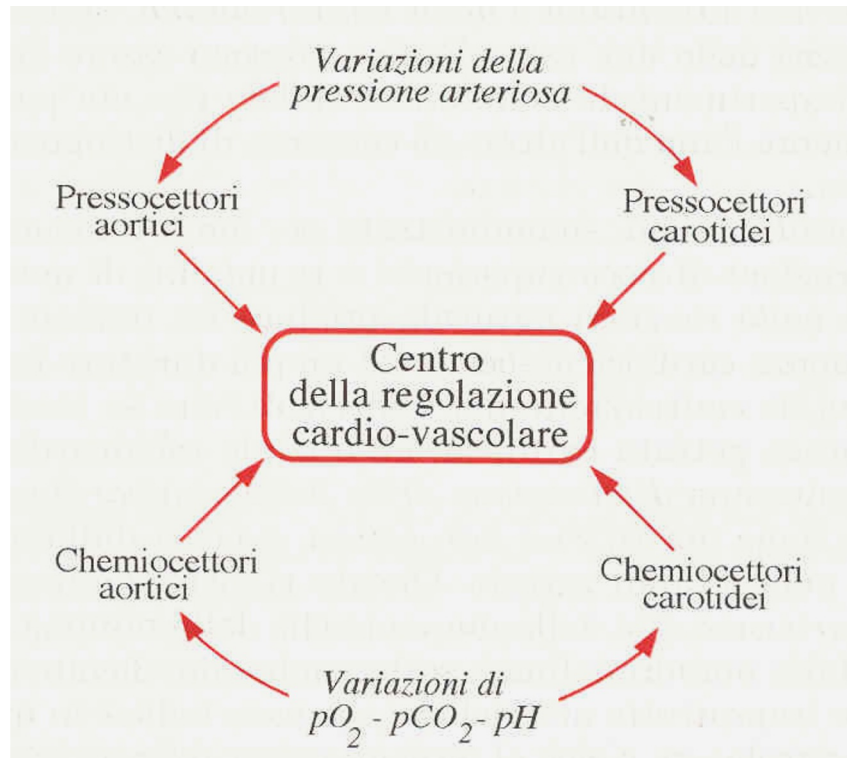 Variazioni della
pressione arteriosa
Pressocettori
aortici
Pressocettori
carotidei
Centro
della regolazione
cardio-vascolare
Chemiocettori
aortici
Chemiocettori
carotidei
Variazioni di
pO2 - pCO2 - pH